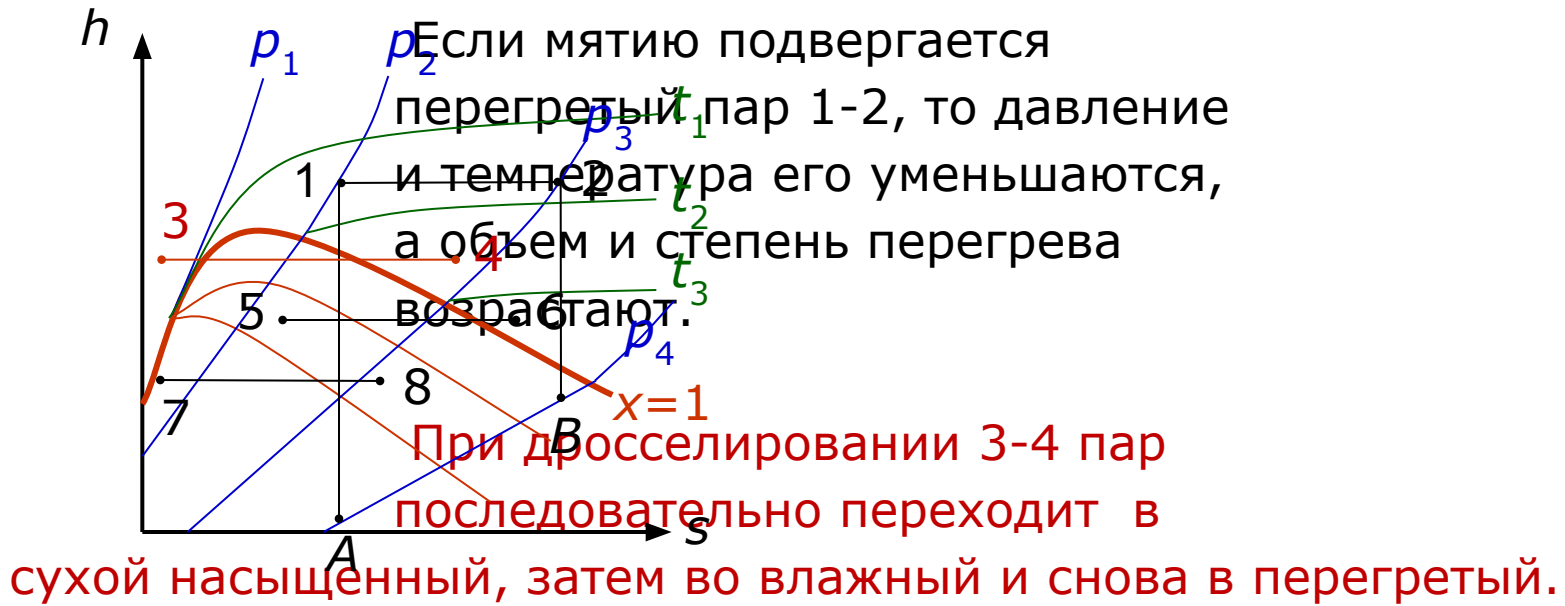 h
p1
p2
Если мятию подвергается
перегретый пар 1-2, то давление
t1
p3
и температура его уменьшаются,
1
2
t2
3
а объем и степень перегрева
4
t3
возрастают.
5
6
p4
7
8
x=1
B
При дросселировании 3-4 пар
последовательно переходит в
s
A
сухой насыщенный, затем во влажный и снова в перегретый.